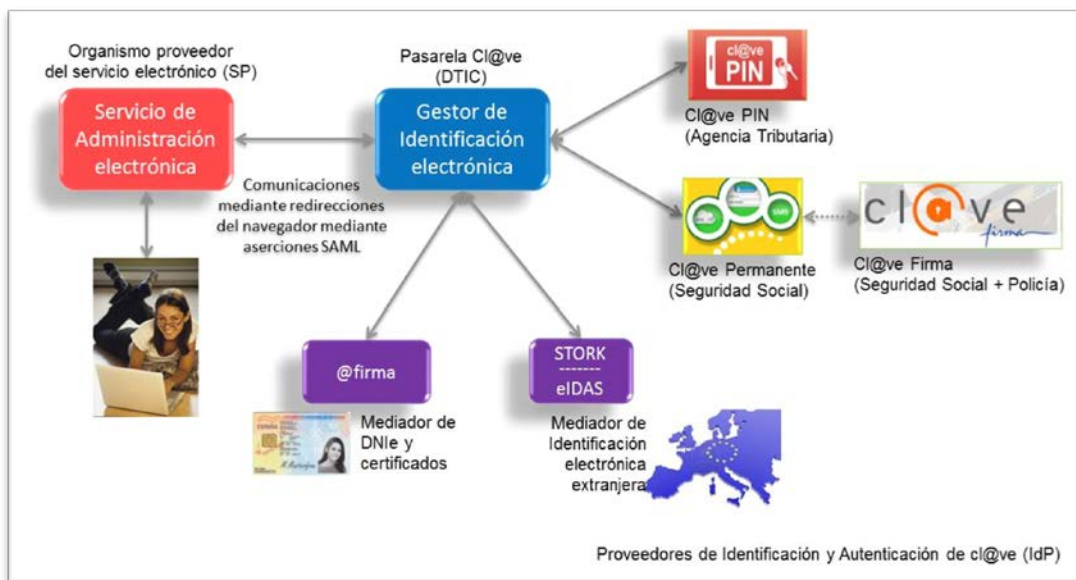 Organismo proveedor
del servicio electrónico (SP)
Servicio de
Administración
electrónica
Pasarela Cl@ve
(DTIC)
Gestor de
Identificación
electrónica
Comunicaciones
mediante redirecciones
del navegador mediante
aserciones SAML
cl@ve
PIN
Cl@ve PIN
(Agencia Tributaria)
SMS
Cl@ve Permanente
(Seguridad Social)
cl@ve
firma
Cl@ve Firma
(Seguridad Social + Policía)
@firma
Mediador de
DNIe y
certificados
ESPAÑA
STORK
-------
eIDAS
Mediador de
Identificación
electrónica
extranjera
Proveedores de Identificación y Autenticación de cl@ve (IdP)